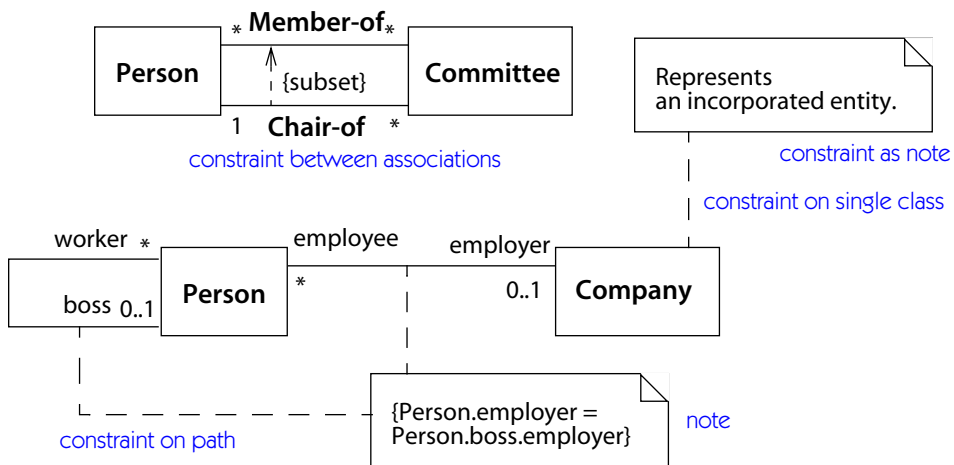 * Member-of *
Person
{subset}
Committee
1 Chair-of *
constraint between associations
Represents
an incorporated entity.
constraint as note
constraint on single class
worker *
employee
employer
boss 0..1
Person
*
0..1
Company
{Person.employer =
Person.boss.employer}
note
constraint on path